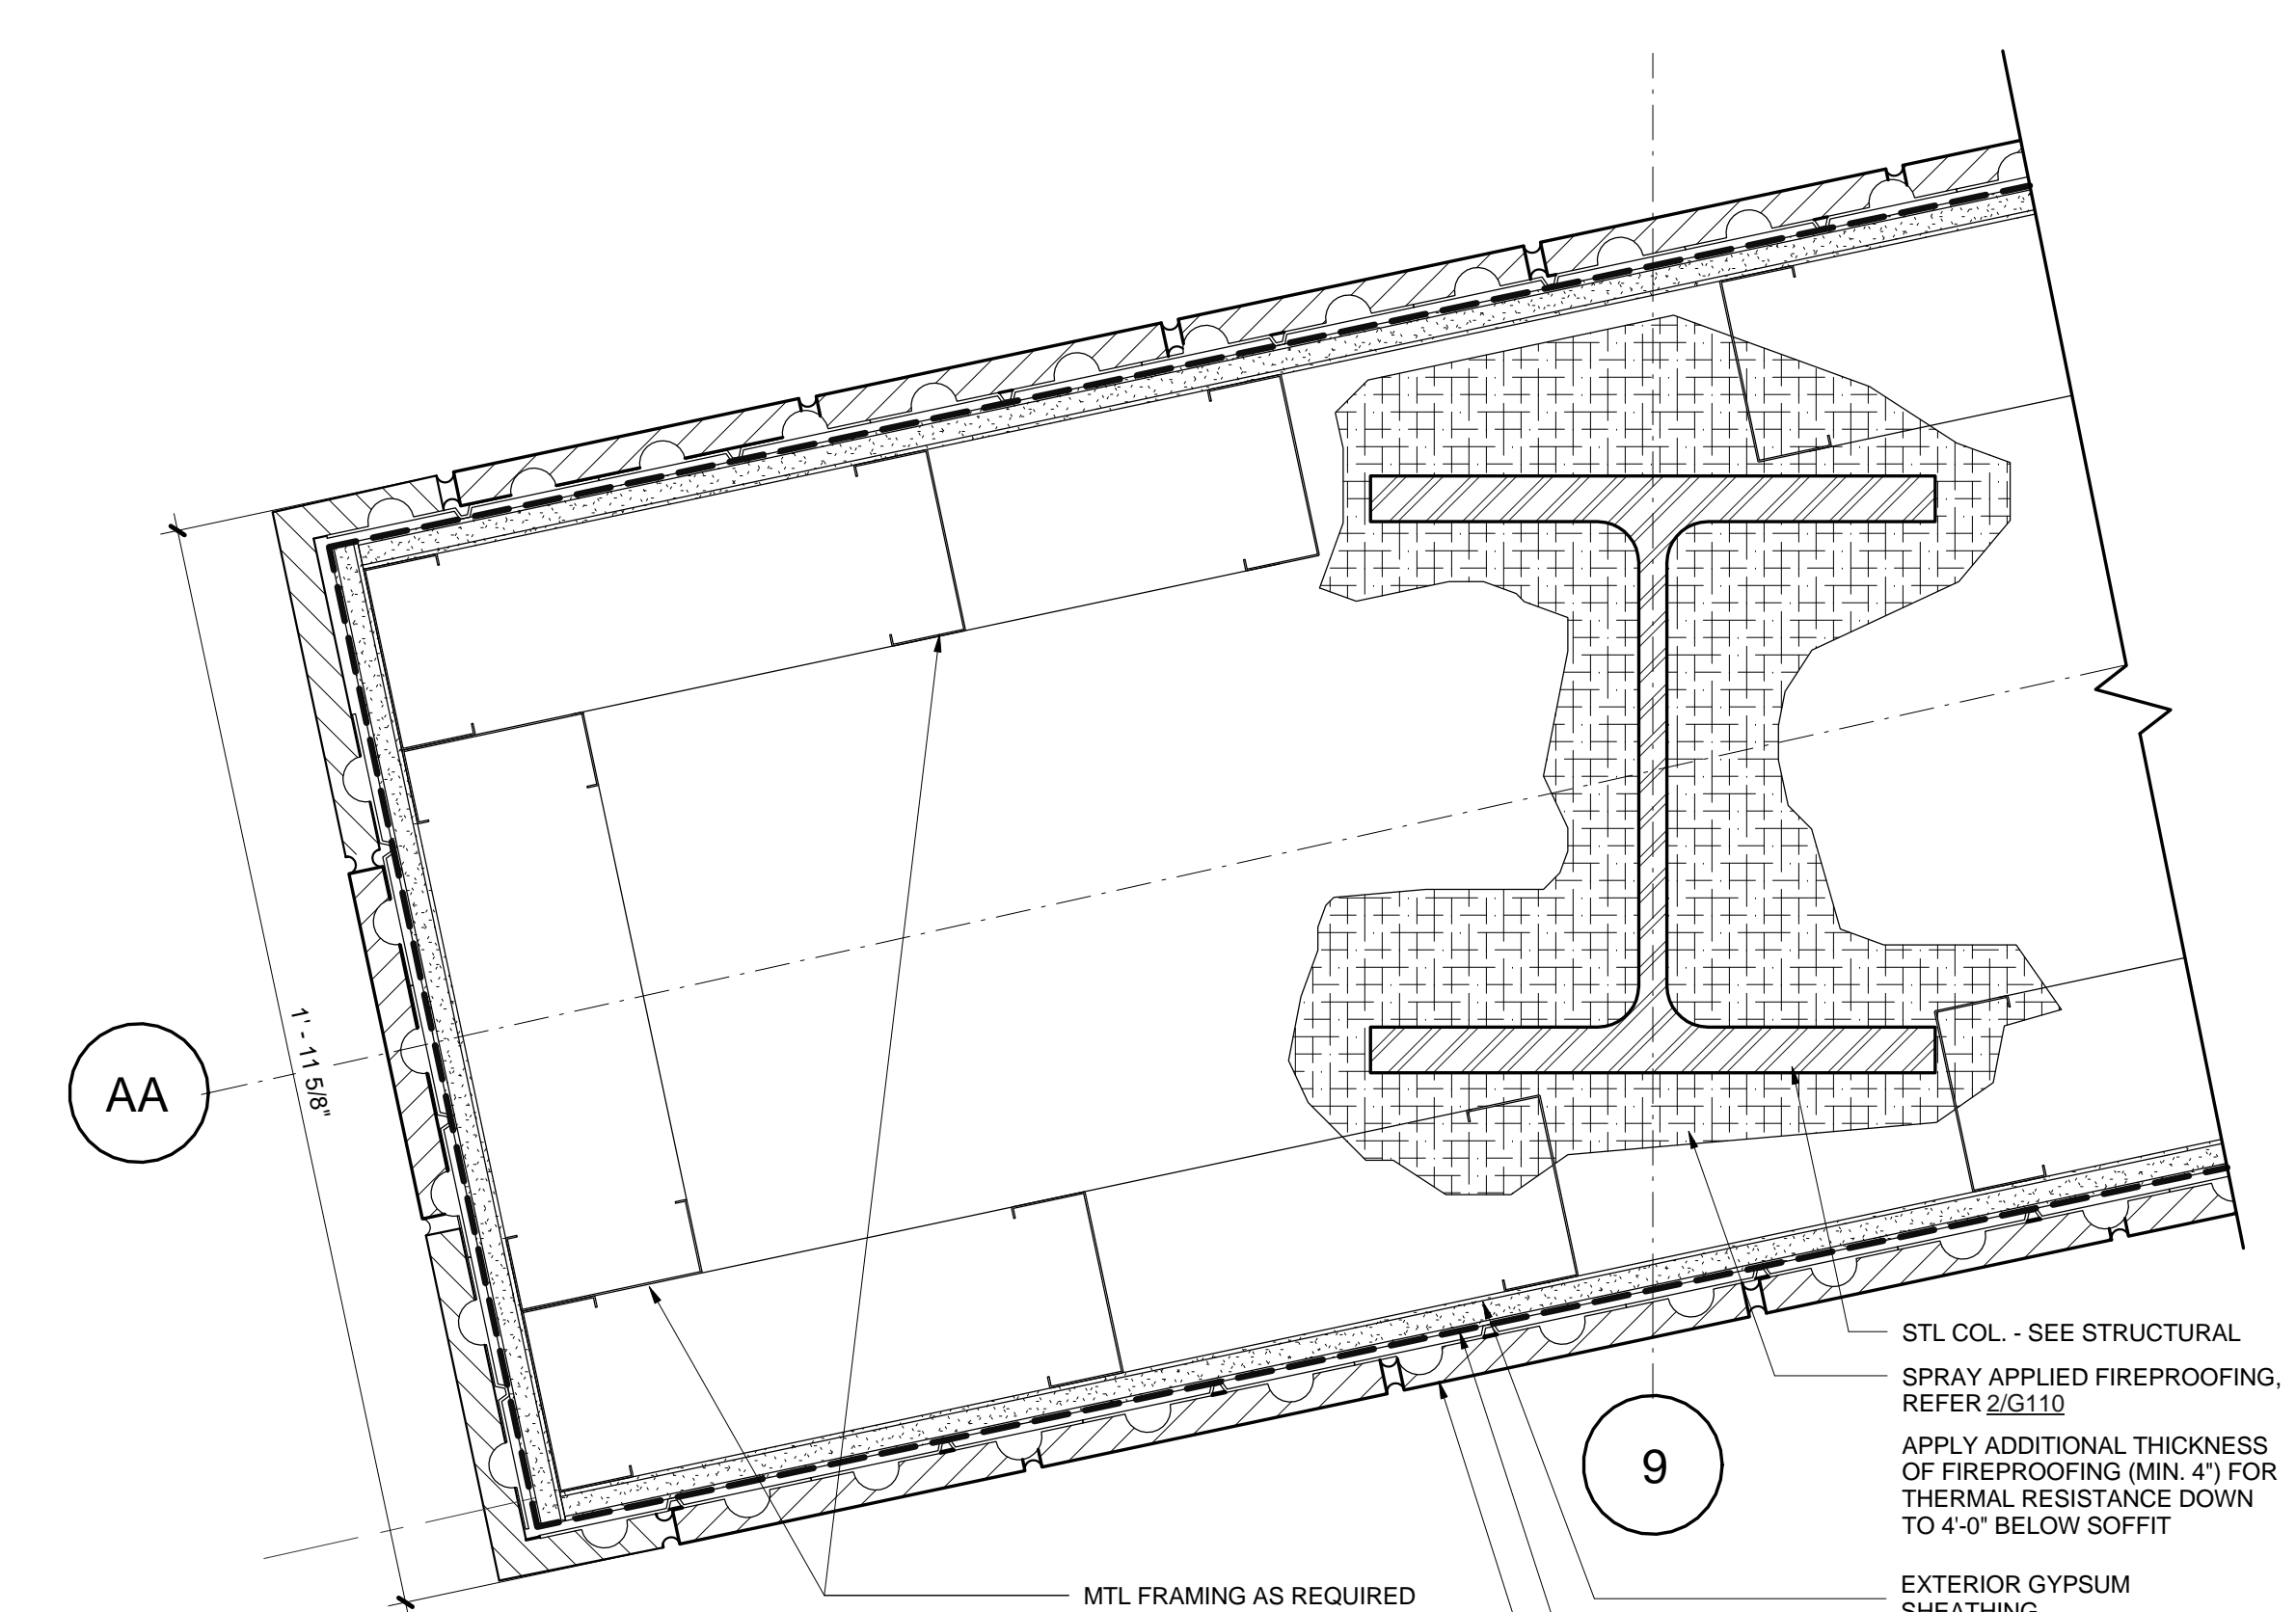 AA
1' - 11 5/8"
9
STL COL. - SEE STRUCTURAL
SPRAY APPLIED FIREPROOFING,
REFER 2/G110
APPLY ADDITIONAL THICKNESS
OF FIREPROOFING (MIN. 4") FOR
THERMAL RESISTANCE DOWN
TO 4'-0" BELOW SOFFIT
EXTERIOR GYPSUM
SHEATHING
MTL FRAMING AS REQUIRED